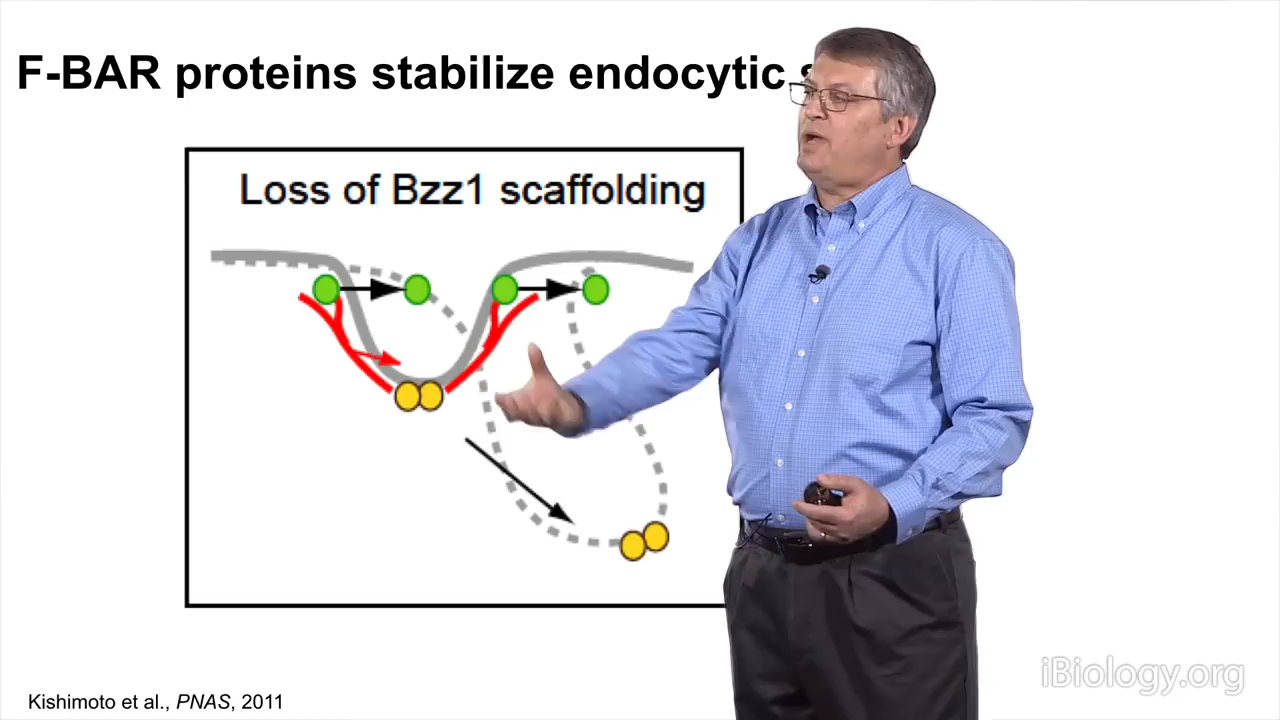 F-BAR proteins stabilize endocytic
Loss of Bzz1 scaffolding
Kishimoto et al., PNAS, 2011
iBiology.org